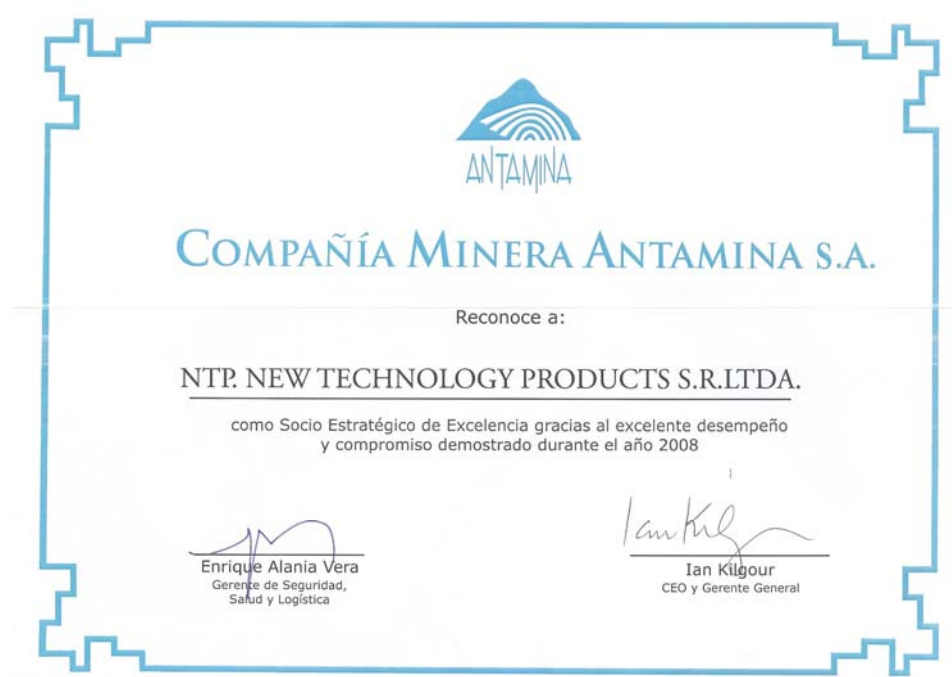 ANTAMINA
COMPAÑÍA MINERA ANTAMINA S.A.
Reconoce a:
NTP. NEW TECHNOLOGY PRODUCTS S.R.LTDA.
como Socio Estratégico de Excelencia gracias al excelente desempeño
y compromiso demostrado durante el año 2008
Ian Kilg
Enrique Alania Vera
Gerente de Seguridad,
Salud y Logística
Ian Kilgour
CEO y Gerente General